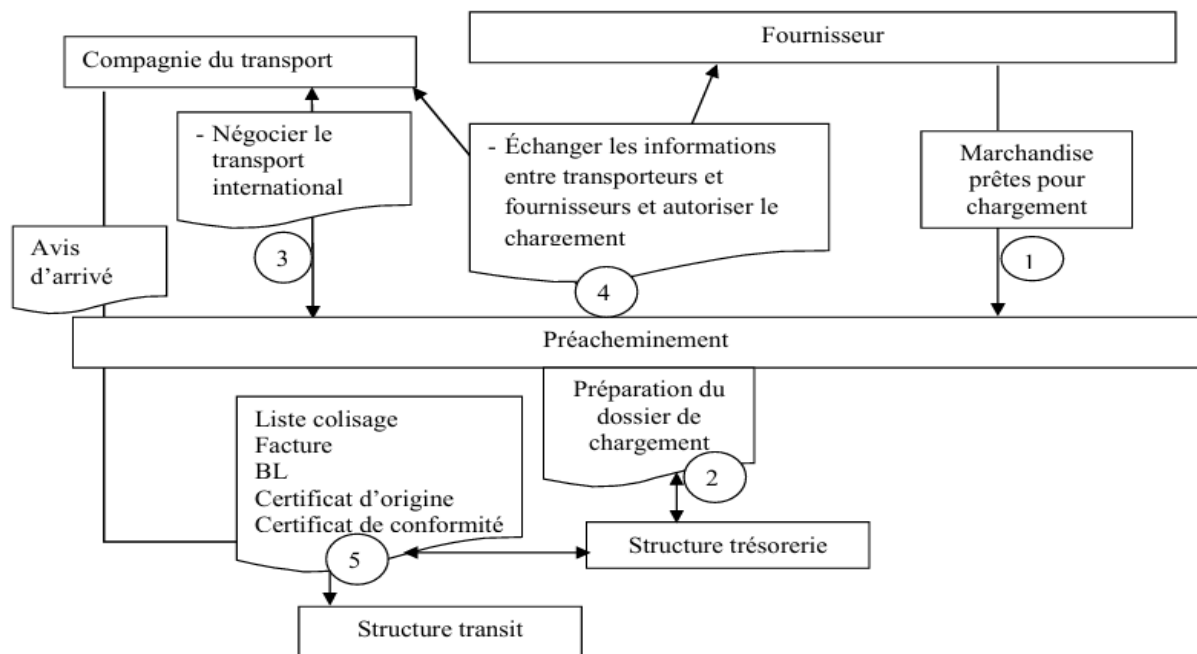 Fournisseur
Compagnie du transport
- Négocier le
transport
international
- Échanger les informations
entre transporteurs et
fournisseurs et autoriser le
chargement
Marchandise
prêtes pour
chargement
Avis
d’arrivé
3
4
1
Préacheminement
Préparation du
dossier de
chargement
2
Liste colisage
Facture
BL
Certificat d’origine
Certificat de conformité
5
Structure trésorerie
Structure transit